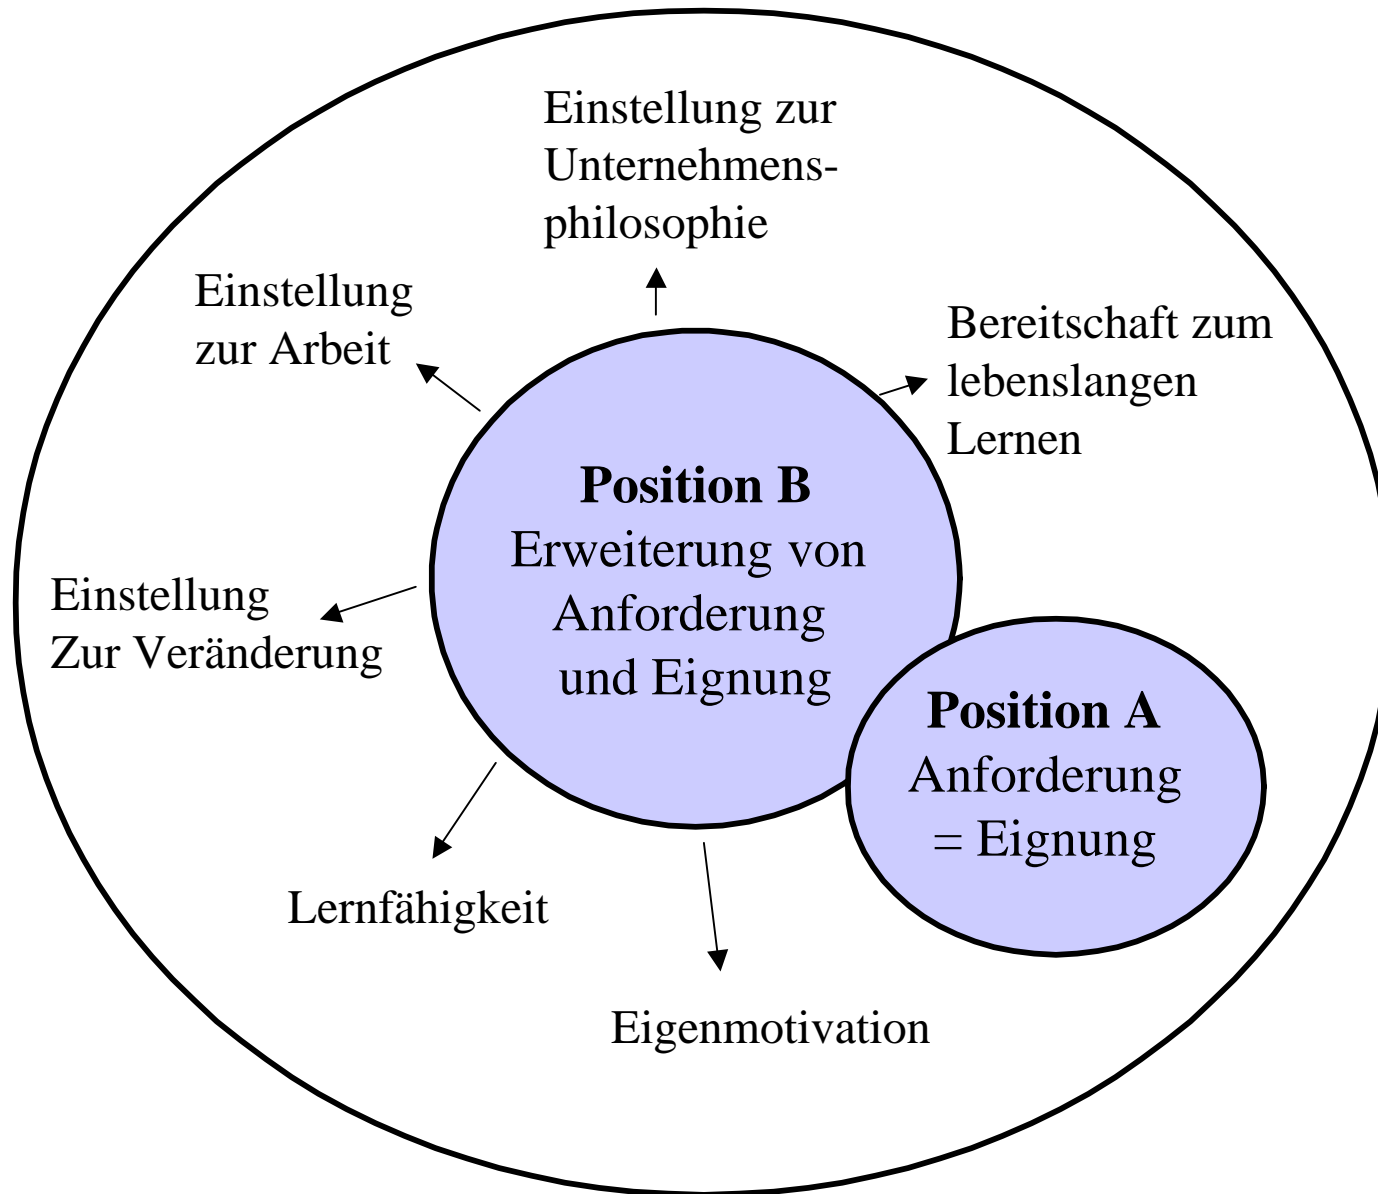 Einstellung zur
Unternehmens-
philosophie
Einstellung
zur Arbeit
Bereitschaft zum
lebenslangen
Lernen
Position B
Erweiterung von
Anforderung
und Eignung
Einstellung
Zur Veränderung
Position A
Anforderung
= Eignung
Lernfähigkeit
Eigenmotivation